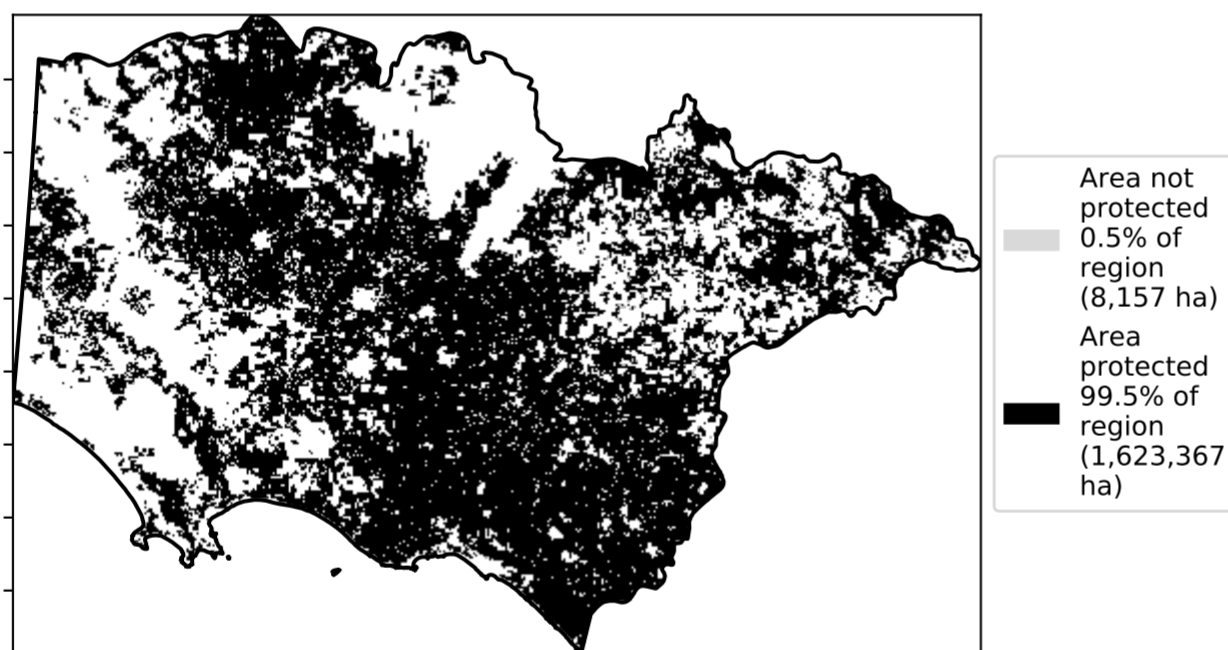 Area not
protected
0.5% of
region
(8,157 ha)
Area
protected
99.5% of
region
(1,623,367
ha)